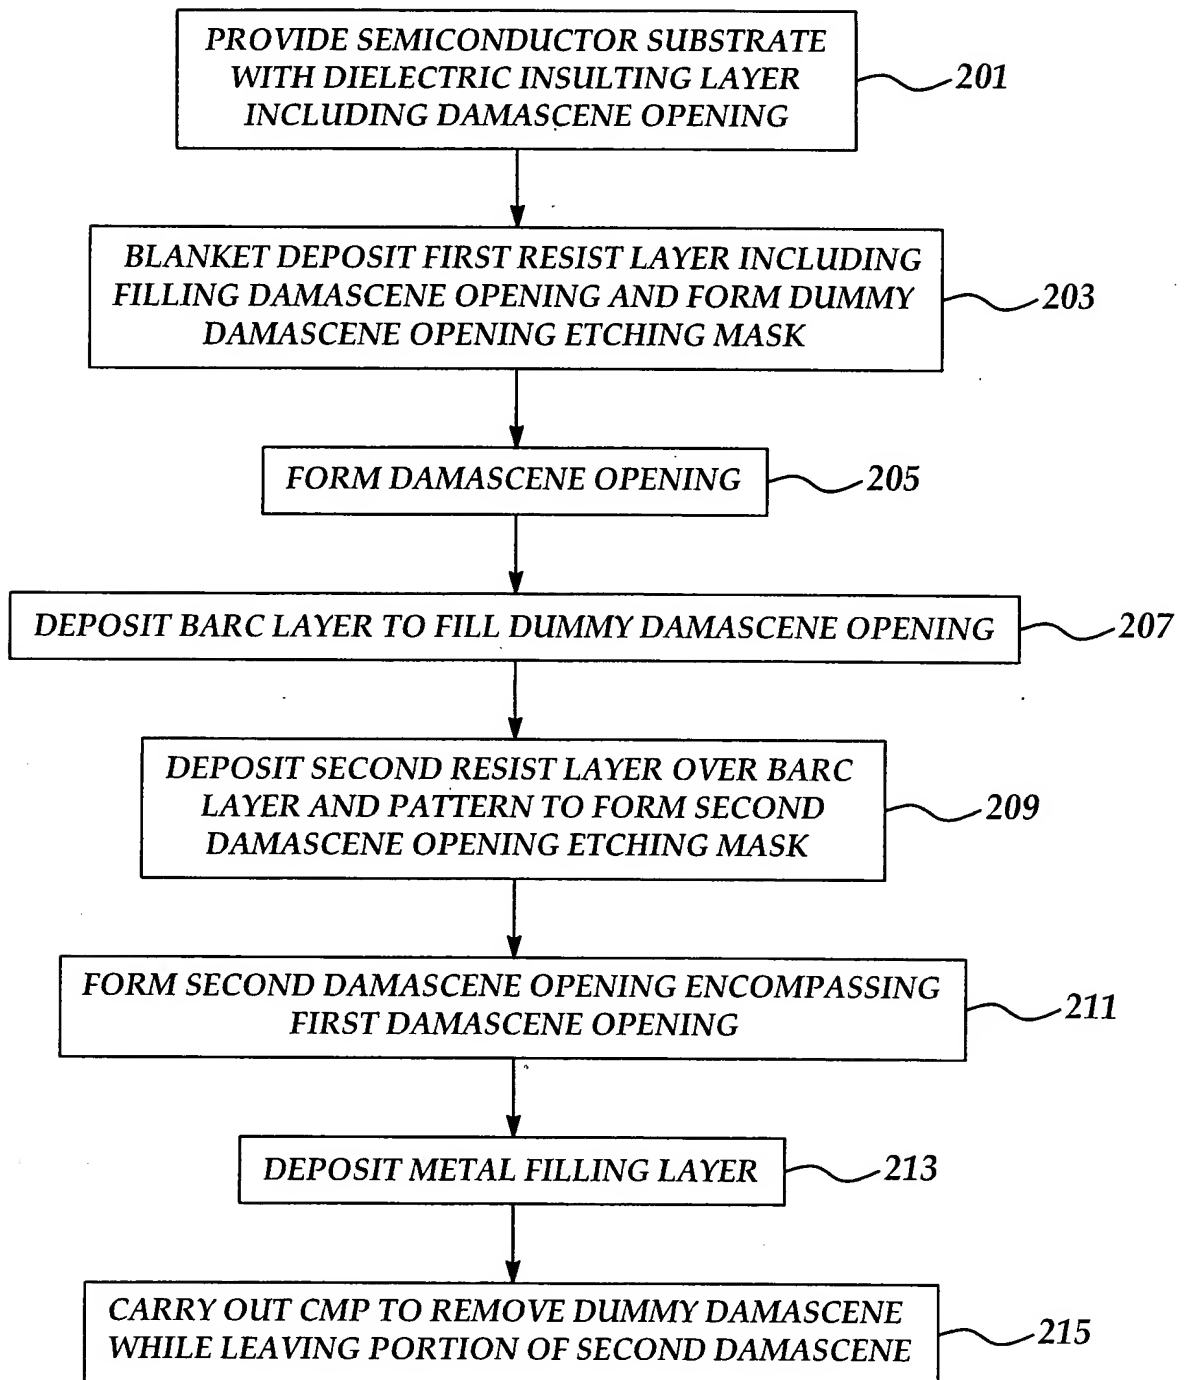 PROVIDE SEMICONDUCTOR SUBSTRATE
WITH DIELECTRIC INSULTING LAYER
INCLUDING DAMASCENE OPENING
201
BLANKET DEPOSIT FIRST RESIST LAYER INCLUDING
FILLING DAMASCENE OPENING AND FORM DUMMY
DAMASCENE OPENING ETCHING MASK
203
FORM DAMASCENE OPENING
205
DEPOSIT BARC LAYER TO FILL DUMMY DAMASCENE OPENING
207
DEPOSIT SECOND RESIST LAYER OVER BARC
LAYER AND PATTERN TO FORM SECOND
DAMASCENE OPENING ETCHING MASK
209
FORM SECOND DAMASCENE OPENING ENCOMPASSING
FIRST DAMASCENE OPENING
211
DEPOSIT METAL FILLING LAYER
213
CARRY OUT CMP TO REMOVE DUMMY DAMASCENE
WHILE LEAVING PORTION OF SECOND DAMASCENE
215